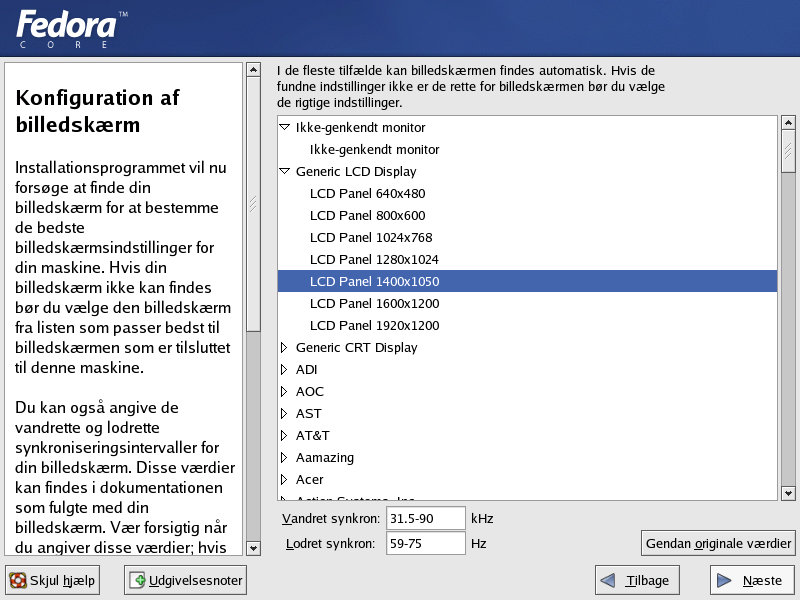 Fedora™
CORE
Konfiguration af
billedskærm
Installationsprogrammet vil nu
forsøge at finde din
billedskærm for at bestemme
de bedste
billedskærmsindstillinger for
din maskine. Hvis din
billedskærm ikke kan findes
bør du vælge den billedskærm
fra listen som passer bedst til
billedskærmen som er tilsluttet
til denne maskine.
Du kan også angive de
vandrette og lodrette
synkroniseringsintervaller for
din billedskærm. Disse værdier
kan findes i dokumentationen
som fulgte med din
billedskærm. Vær forsigtig når
du angiver disse værdier; hvis
I de fleste tilfælde kan billedskærmen findes automatisk. Hvis de
fundne indstillinger ikke er de rette for billedskærmen bør du vælge
de rigtige indstillinger.
Ikke-genkendt monitor
Ikke-genkendt monitor
Generic LCD Display
LCD Panel 640x480
LCD Panel 800x600
LCD Panel 1024x768
LCD Panel 1280x1024
LCD Panel 1400x1050
LCD Panel 1600x1200
LCD Panel 1920x1200
Generic CRT Display
ADI
AOC
AST
AT&T
Aamazing
Acer
Action Systems, Inc.
Vandret synkron: 31.5-90 kHz
Lodret synkron: 59-75 Hz
Gendan originale værdier
Skjul hjælp
Udgivelsesnoter
Tilbage
Næste